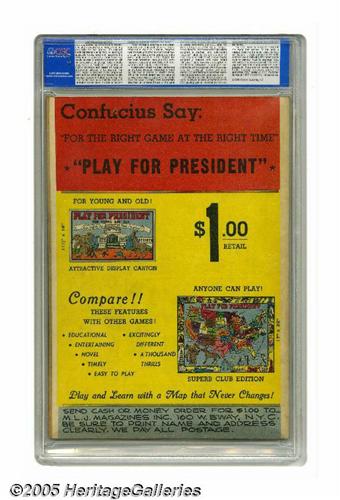 CGC
Confucius Say:
"FOR THE RIGHT GAME AT THE RIGHT TIME"
★"PLAY FOR PRESIDENT"★
FOR YOUNG AND OLD!
PLAY FOR PRESIDENT
$1.00
RETAIL
ATTRACTIVE DISPLAY CARTON
ANYONE CAN PLAY!
Compare!!
THESE FEATURES
WITH OTHER GAMES!
• EDUCATIONAL • EXCITINGLY
• ENTERTAINING DIFFERENT
• NOVEL • A THOUSAND
• TIMELY THRILLS
• EASY TO PLAY
PLAY FOR PRESIDENT
SUPERB CLUB EDITION
Play and Learn with a Map that Never Changes!
SEND CASH OR MONEY ORDER FOR $1.00 TO
M.L.J. MAGAZINES INC. 160 W. B'WAY, N.Y.C.
BE SURE TO PRINT NAME AND ADDRESS
CLEARLY. WE PAY ALL POSTAGE.
©2005 HeritageGalleries